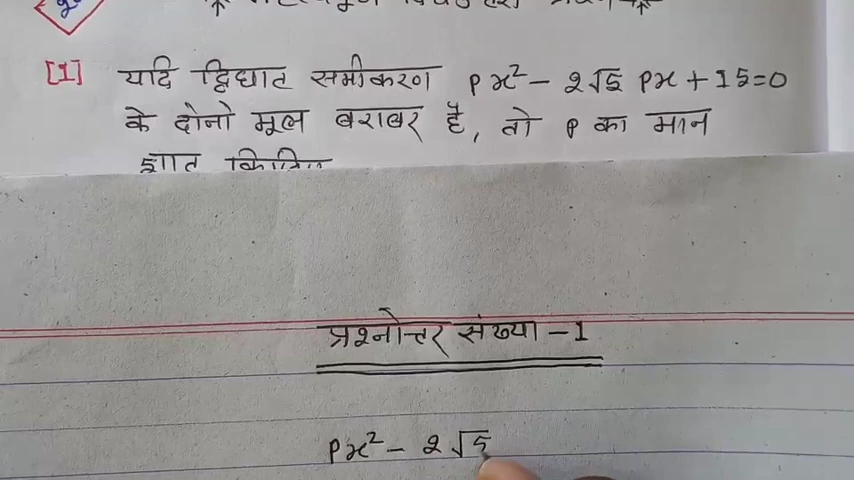 [1] यदि द्विघात समीकरण px² - 2√5 px + 15=0
के दोनो मूल बराबर है, तो p का मान
ज्ञात
प्रश्नोत्तर संख्या - 1
px² - 2√5